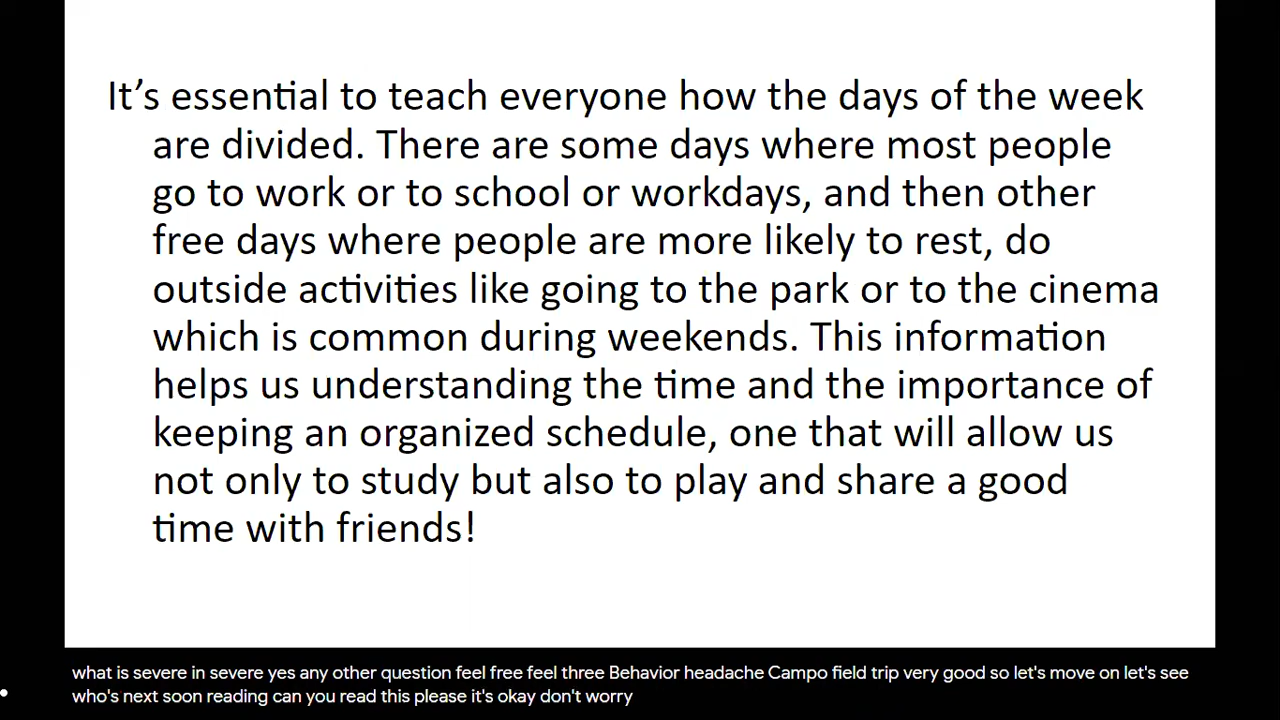 It's essential to teach everyone how the days of the week
are divided. There are some days where most people
go to work or to school or workdays, and then other
free days where people are more likely to rest, do
outside activities like going to the park or to the cinema
which is common during weekends. This information
helps us understanding the time and the importance of
keeping an organized schedule, one that will allow us
not only to study but also to play and share a good
time with friends!
what is severe in severe yes any other question feel free feel three Behavior headache Campo field trip very good so let's move on let's see
who's next soon reading can you read this please it's okay don't worry